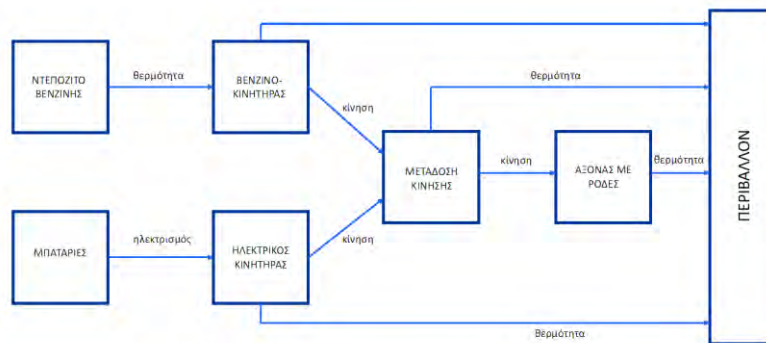 ΝΤΕΠΟΖΙΤΟ
ΒΕΝΖΙΝΗΣ
θερμότητα
ΒΕΝΖΙΝΟ-
ΚΙΝΗΤΗΡΑΣ
κίνηση
θερμότητα
ΜΕΤΑΔΟΣΗ
ΚΙΝΗΣΗΣ
κίνηση
ΑΞΟΝΑΣ ΜΕ
ΡΟΔΕΣ
θερμότητα
ΠΕΡΙΒΑΛΛΟΝ
ΜΠΑΤΑΡΙΕΣ
ηλεκτρισμός
ΗΛΕΚΤΡΙΚΟΣ
ΚΙΝΗΤΗΡΑΣ
κίνηση
Θερμότητα